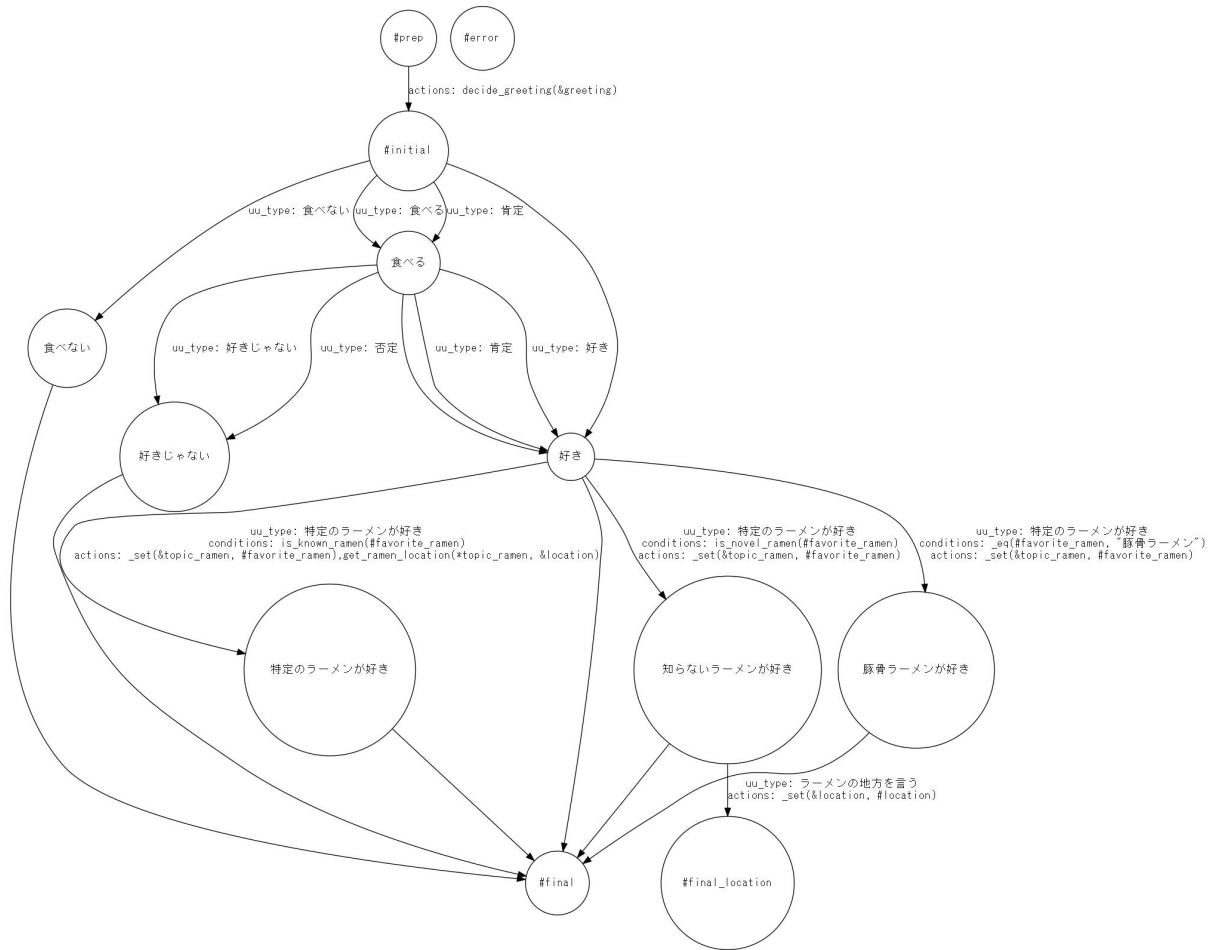 #prep
#error
actions: decide_greeting(&greeting)
#initial
uu_type: 食べない
uu_type: 食べる
uu_type: 肯定
食べる
食べない
uu_type: 好きじゃない
uu_type: 否定
uu_type: 肯定
uu_type: 好き
好きじゃない
好き
uu_type: 特定のラーメンが好き
conditions: is_known_ramen(#favorite_ramen)
actions: _set(&topic_ramen, #favorite_ramen),get_ramen_location(*topic_ramen, &location)
uu_type: 特定のラーメンが好き
conditions: is_novel_ramen(#favorite_ramen)
actions: _set(&topic_ramen, #favorite_ramen)
uu_type: 特定のラーメンが好き
conditions: _eq(#favorite_ramen, "豚骨ラーメン")
actions: _set(&topic_ramen, #favorite_ramen)
特定のラーメンが好き
知らないラーメンが好き
豚骨ラーメンが好き
uu_type: ラーメンの地方を言う
actions: _set(&location, #location)
#final
#final_location